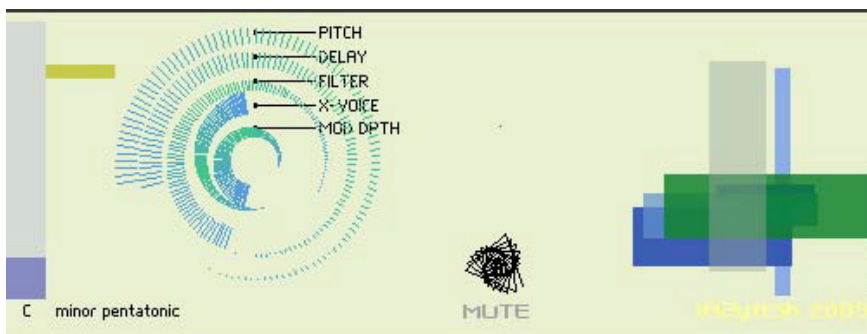 PITCH
DELAY
FILTER
X-VOICE
MOD DPTH
C minor pentatonic
MUTE